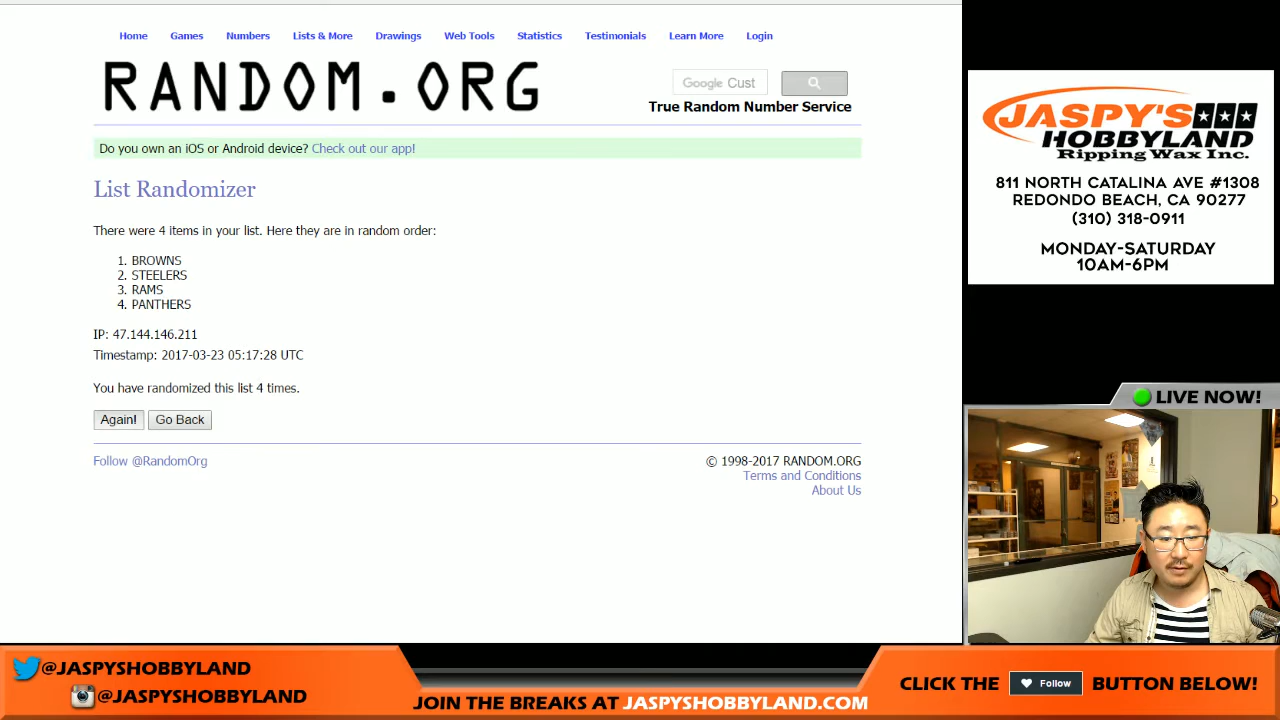 Home Games Numbers Lists & More Drawings Web Tools Statistics Testimonials Learn More Login
RANDOM.ORG
Google Cust
True Random Number Service
Do you own an iOS or Android device? Check out our app!
List Randomizer
There were 4 items in your list. Here they are in random order:
1. BROWNS
2. STEELERS
3. RAMS
4. PANTHERS
IP: 47.144.146.211
Timestamp: 2017-03-23 05:17:28 UTC
You have randomized this list 4 times.
Again! Go Back
Follow @RandomOrg
© 1998-2017 RANDOM.ORG
Terms and Conditions
About Us
JASPY'S
HOBBYLAND
Ripping Wax Inc.
811 NORTH CATALINA AVE #1308
REDONDO BEACH, CA 90277
(310) 318-0911
MONDAY-SATURDAY
10AM-6PM
LIVE NOW!
@JASPYSHOBBYLAND
@JASPYSHOBBYLAND
JOIN THE BREAKS AT JASPYSHOBBYLAND.COM
CLICK THE Follow BUTTON BELOW!